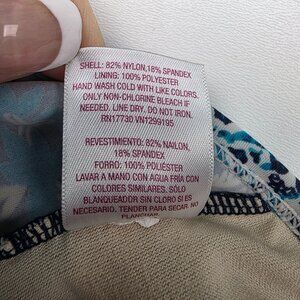 SHELL: 82% NYLON,18% SPANDEX
LINING: 100% POLYESTER
HAND WASH COLD WITH LIKE COLORS.
ONLY NON-CHLORINE BLEACH IF
NEEDED. LINE DRY. DO NOT IRON.
RN17730 VN1299195
REVESTIMIENTO: 82% NAILON,
18% SPANDEX
FORRO: 100% POLIÉSTER
LAVAR A MANO CON AGUA FRÍA CON
COLORES SIMILARES. SÓLO
BLANQUEADOR SIN CLORO SI ES
NECESARIO. TENDER PARA SECAR. NO
PLANCHAR.